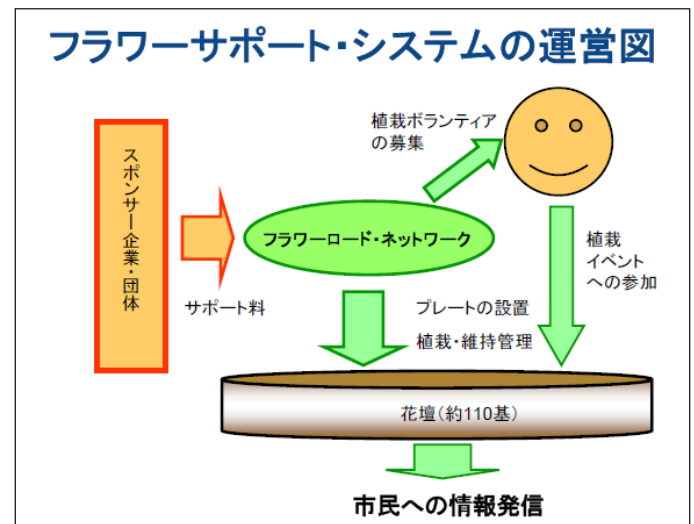 フラワーサポート・システムの運営図
植栽ボランティア
の募集
スポンサー企業・団体
フラワーロード・ネットワーク
植栽
イベント
への参加
サポート料
プレートの設置
植栽・維持管理
花壇(約110基)
市民への情報発信